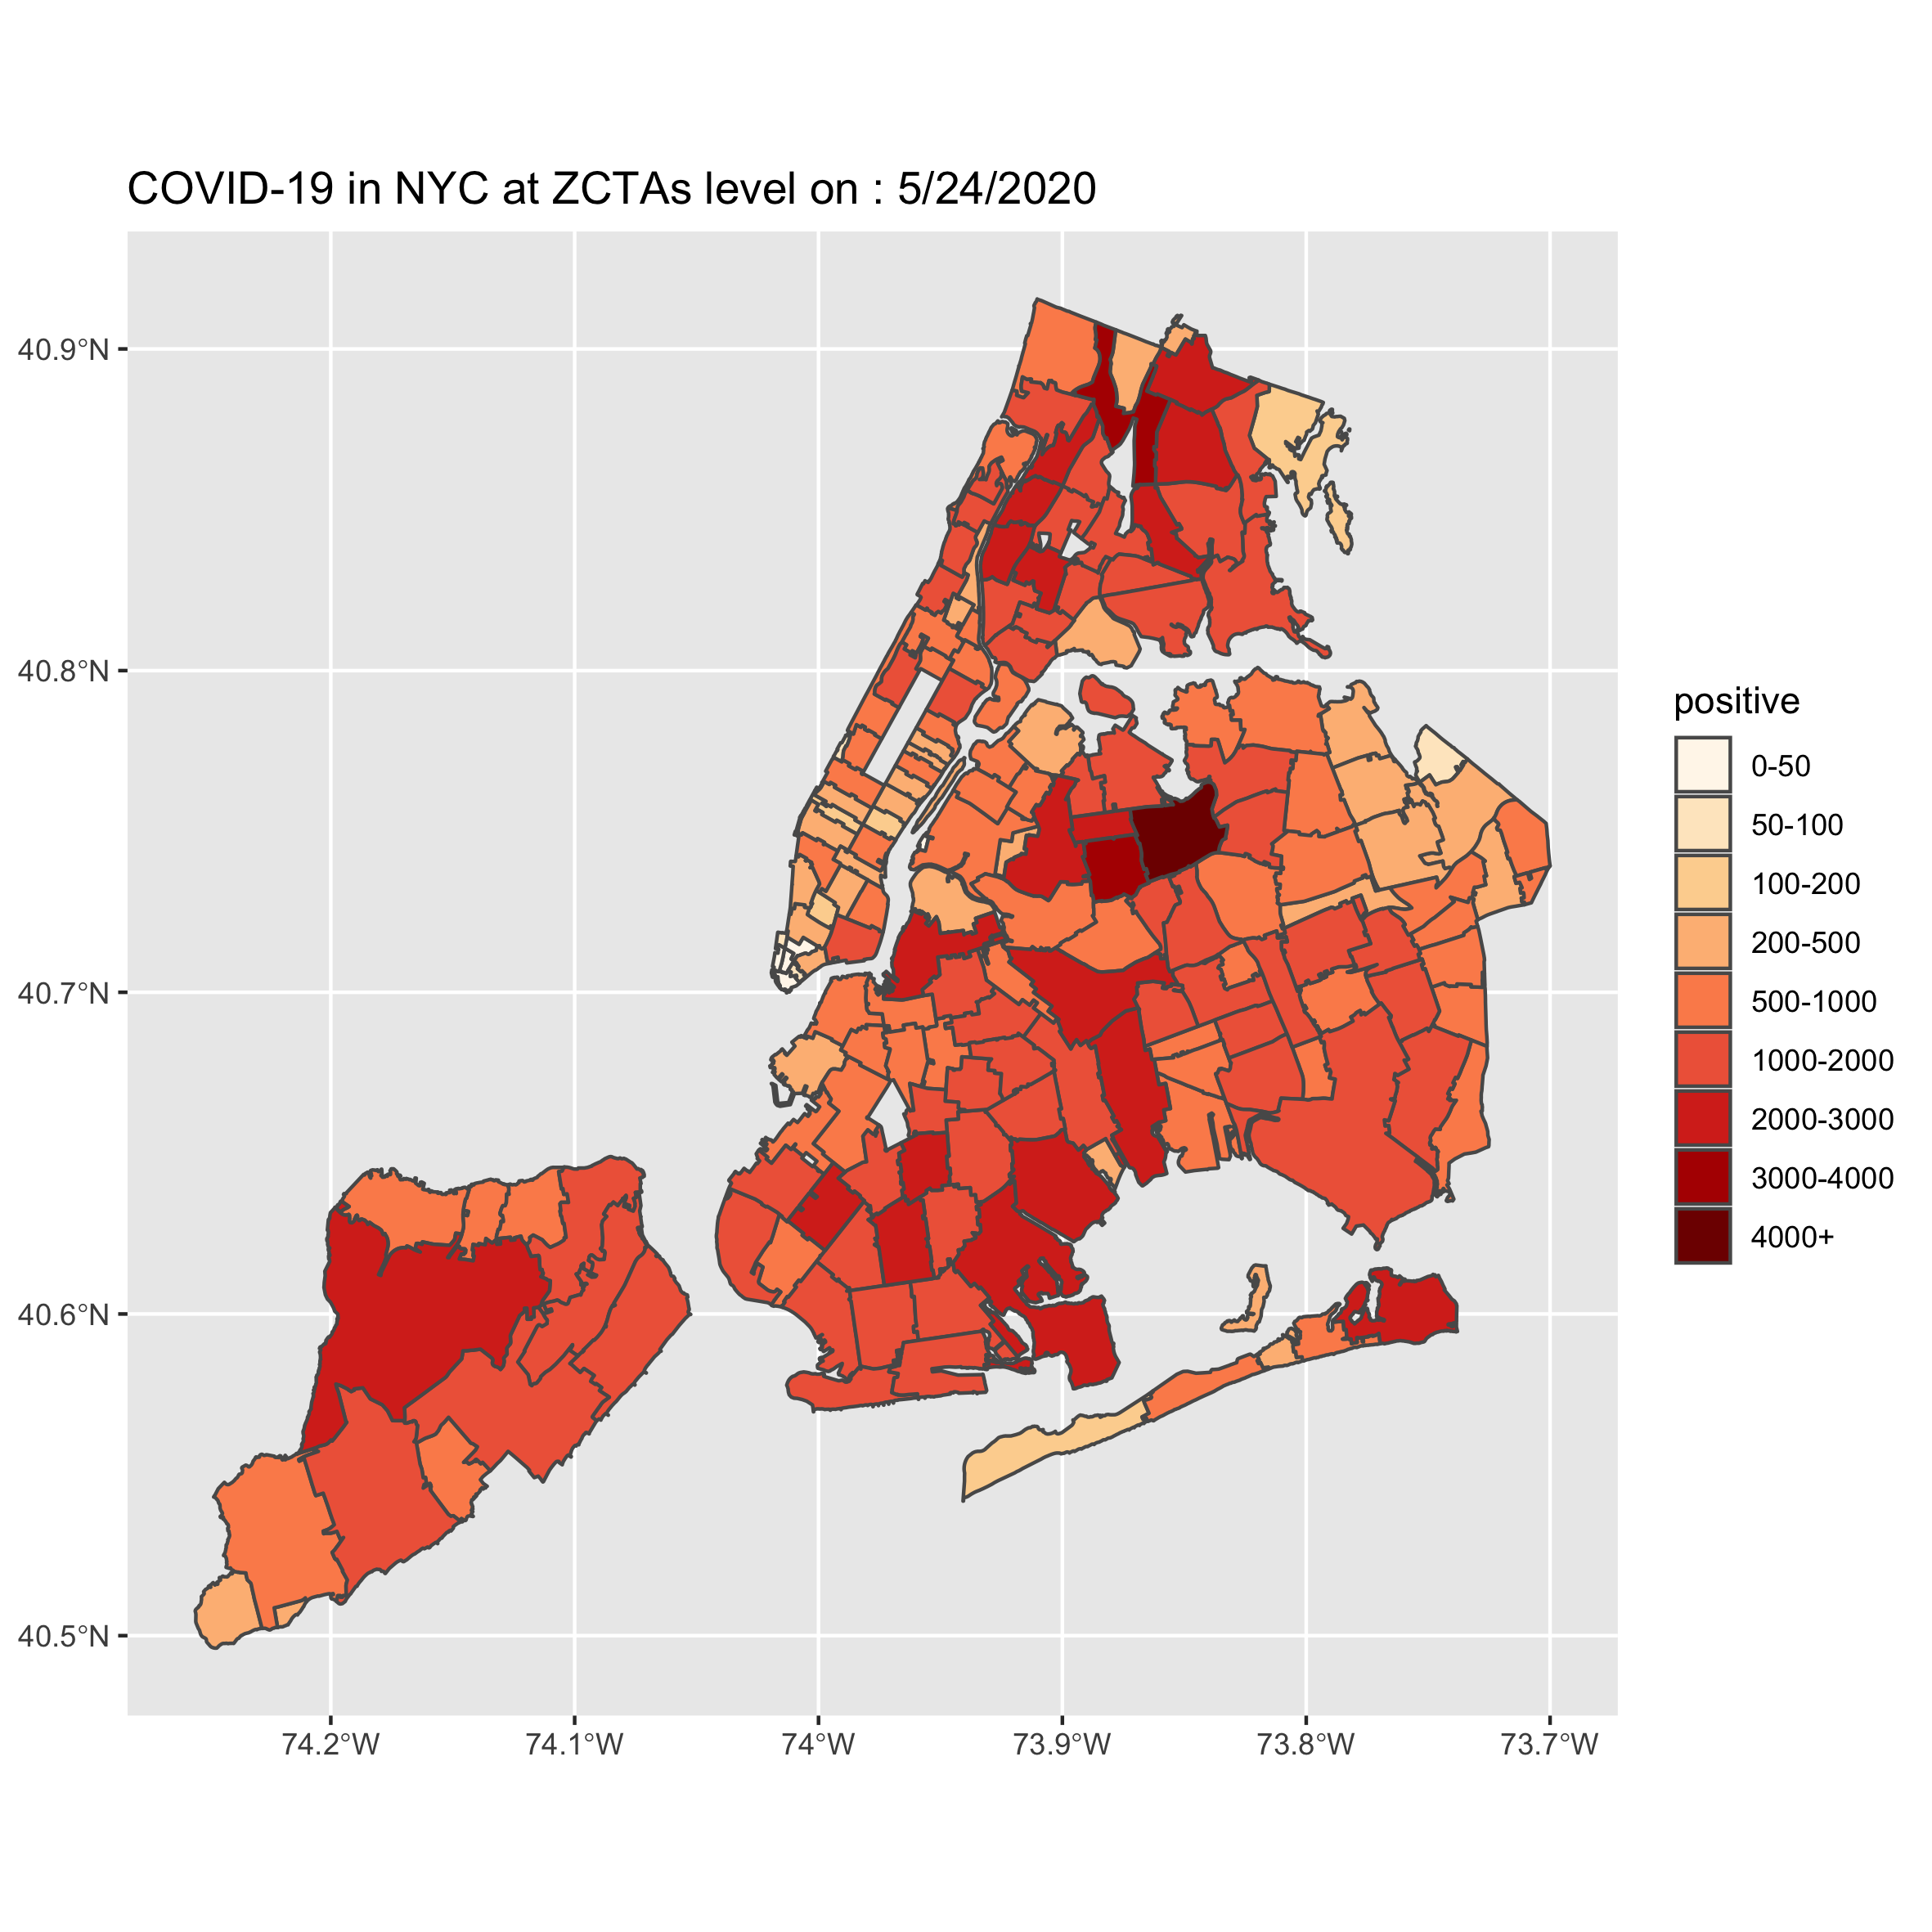 COVID-19 in NYC at ZCTAs level on : 5/24/2020
40.9°N
40.8°N
40.7°N
40.6°N
40.5°N
74.2°W
74.1°W
74°W
73.9°W
73.8°W
73.7°W
positive
0-50
50-100
100-200
200-500
500-1000
1000-2000
2000-3000
3000-4000
4000+